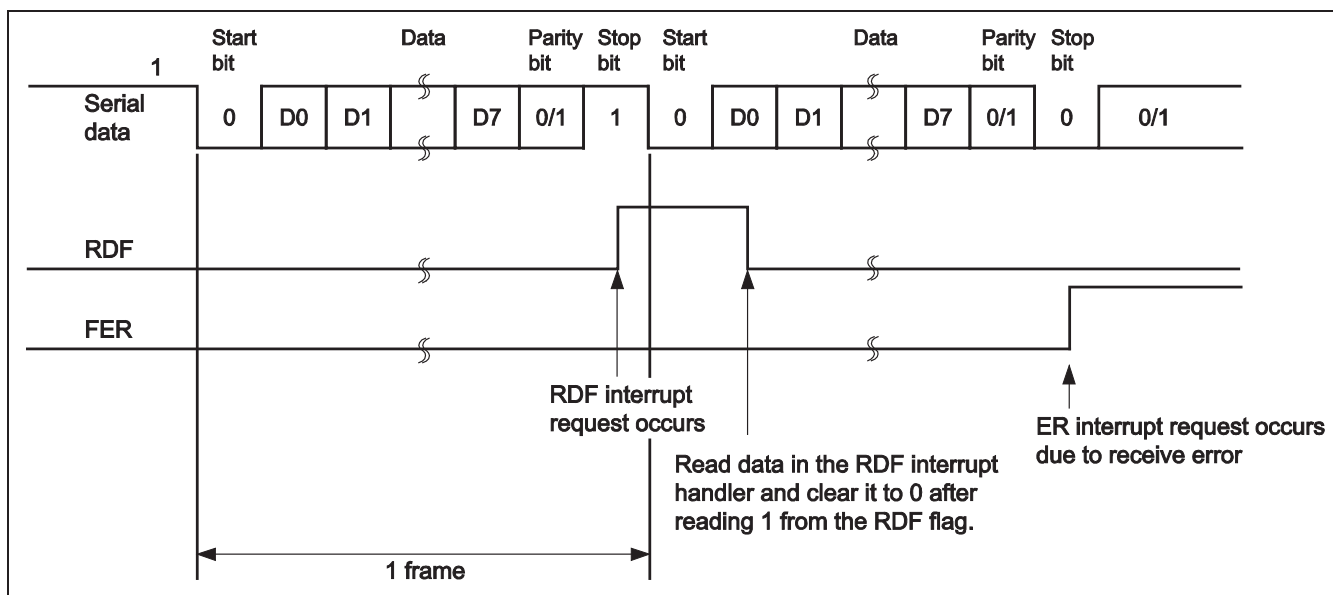 Start bit Data Parity bit Stop bit Start bit Data Parity bit Stop bit
1
Serial data 0 D0 D1 D7 0/1 1 0 D0 D1 D7 0/1 0 0/1
RDF
FER
RDF interrupt
request occurs
ER interrupt request occurs
due to receive error
Read data in the RDF interrupt
handler and clear it to 0 after
reading 1 from the RDF flag.
1 frame